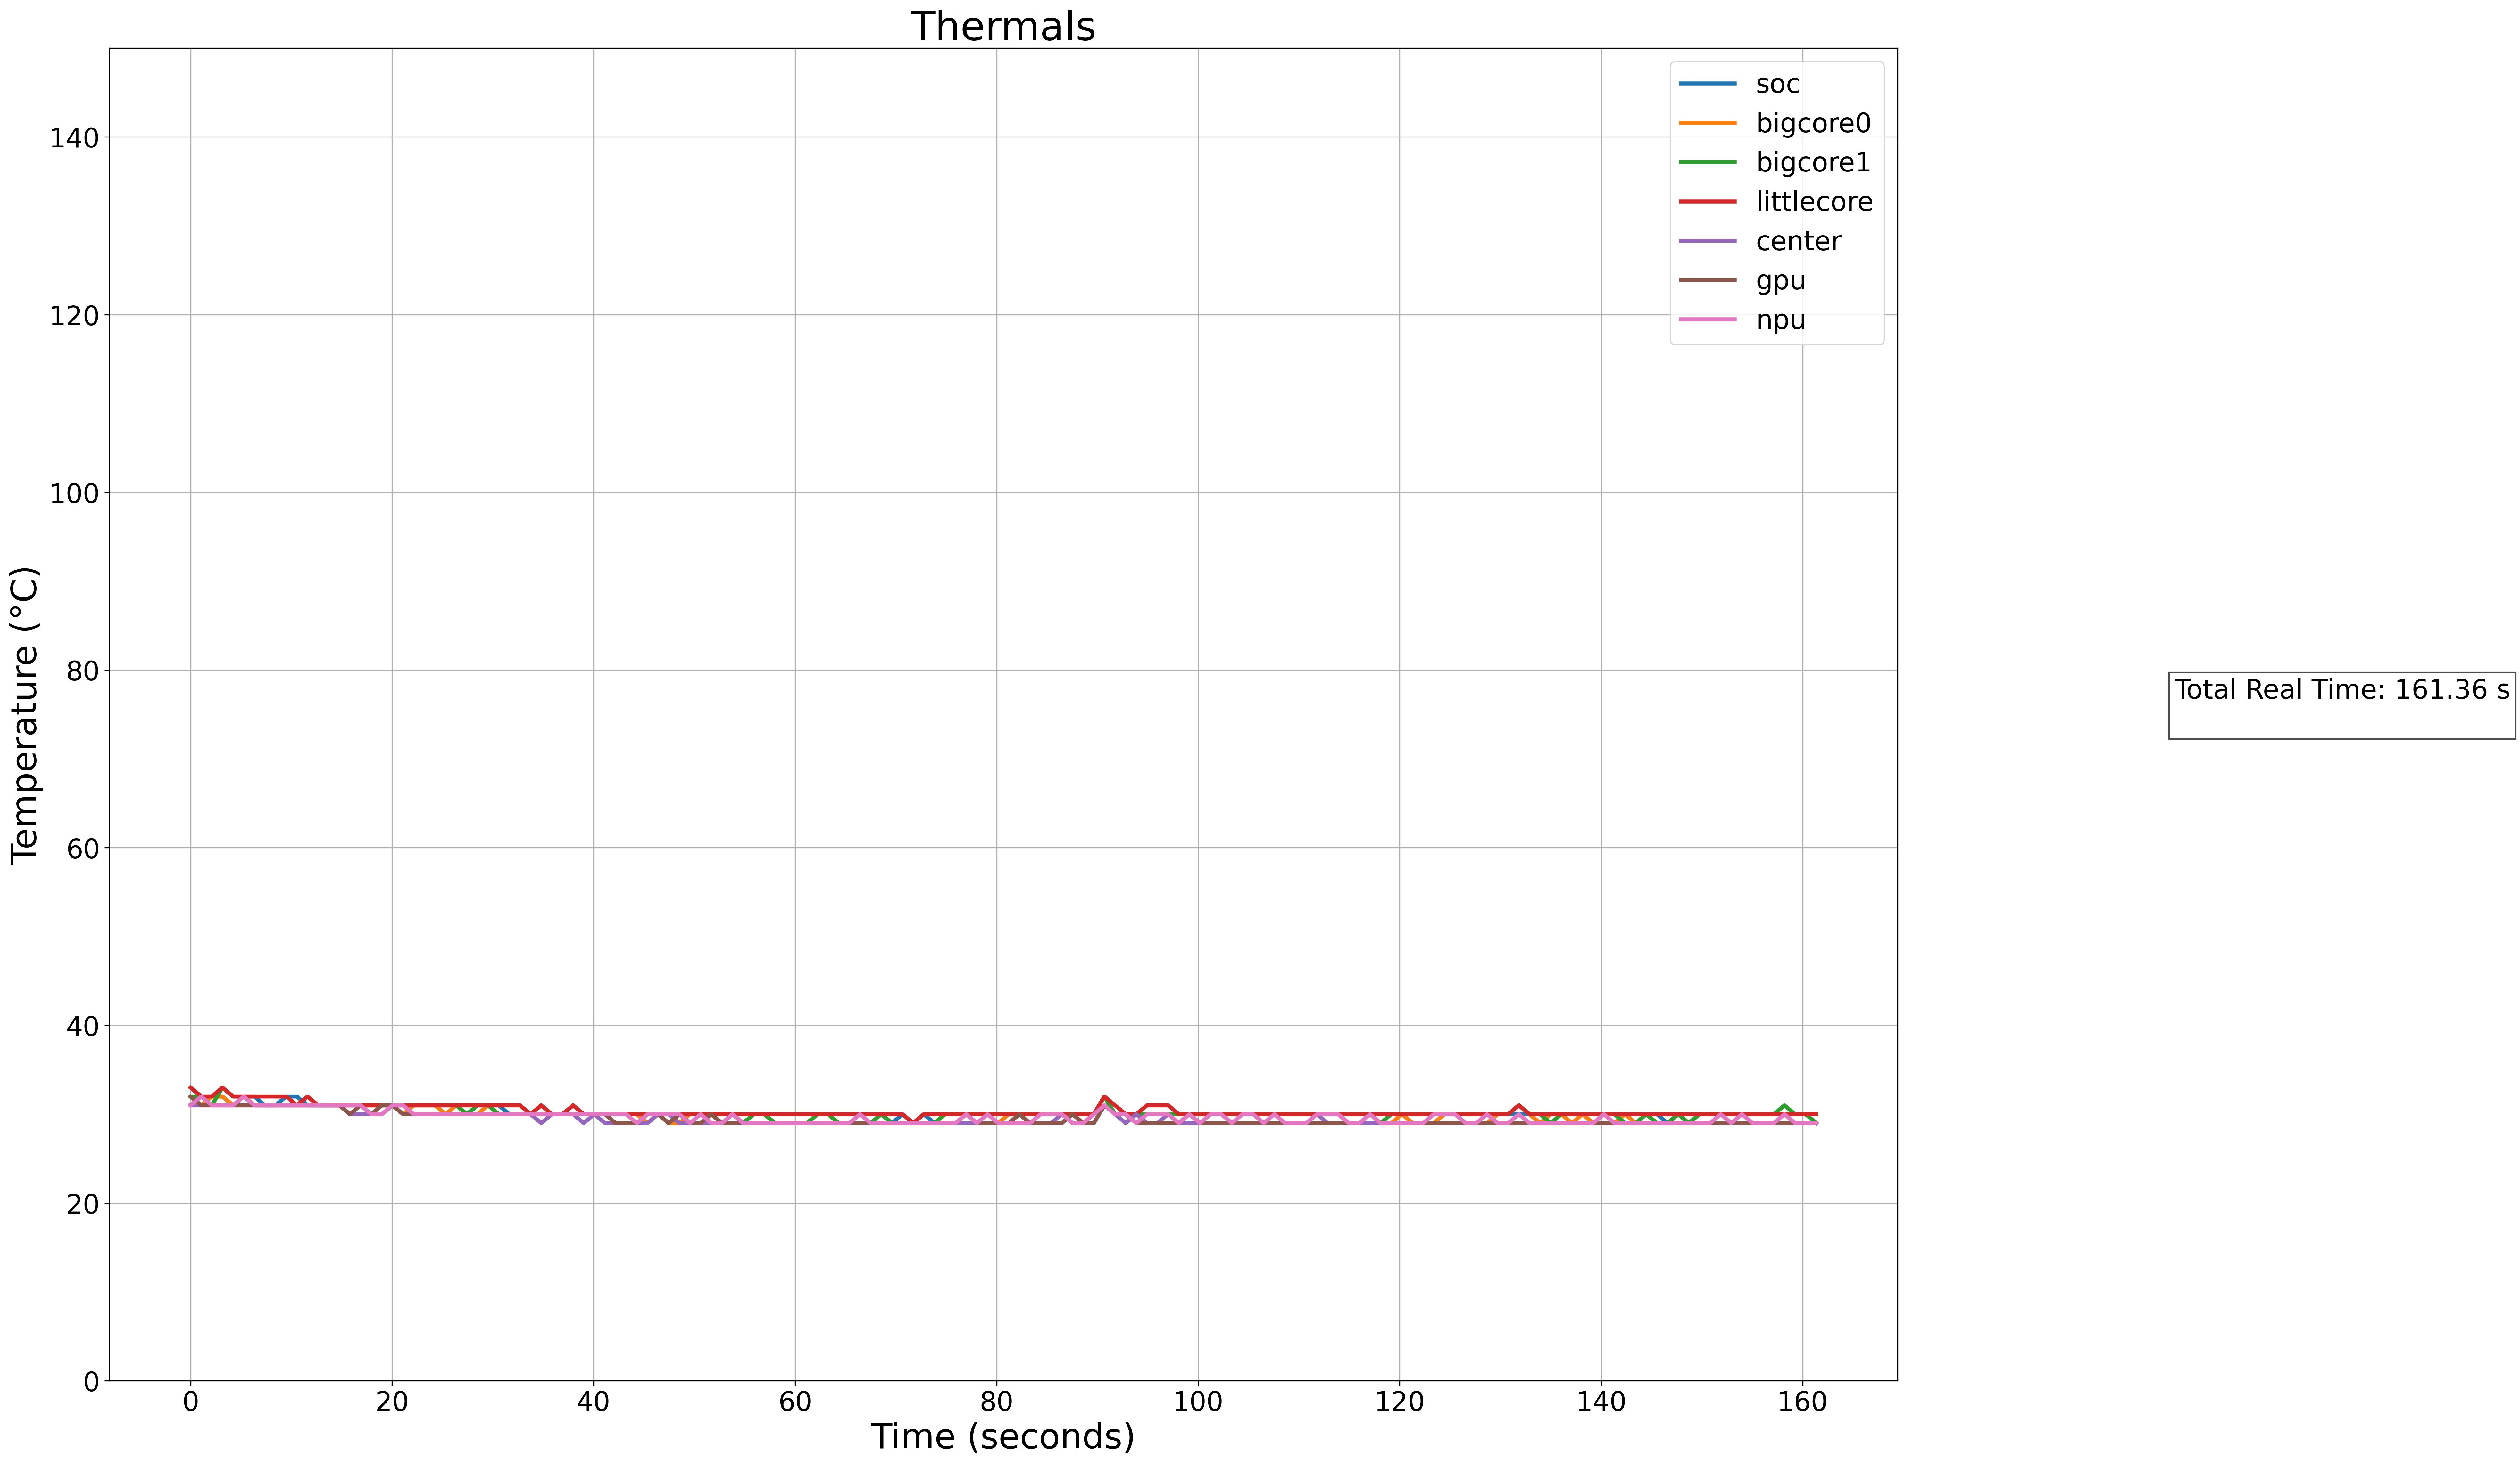 Thermals
soc
bigcore0
bigcore1
littlecore
center
gpu
npu
Temperature (°C)
140
120
100
80
60
40
20
0
0 20 40 60 80 100 120 140 160
Time (seconds)
Total Real Time: 161.36 s